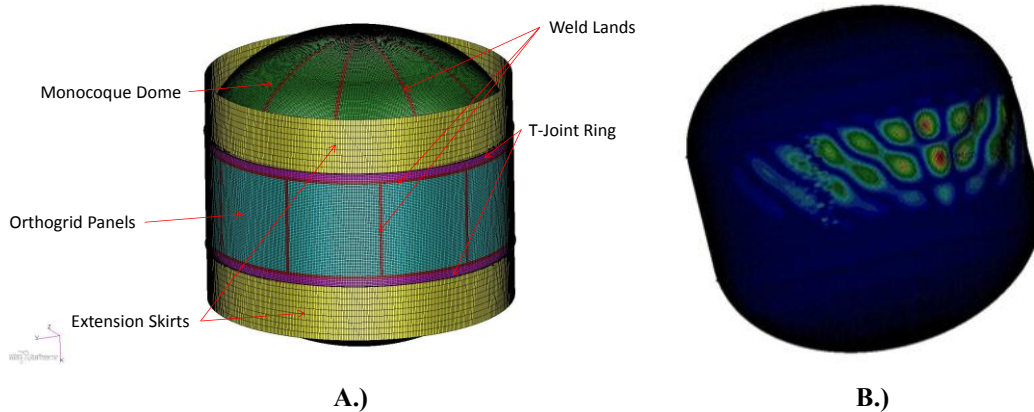 Weld Lands
Monocoque Dome
T-Joint Ring
Orthogrid Panels
Extension Skirts
Z
Y
X
A.)
B.)